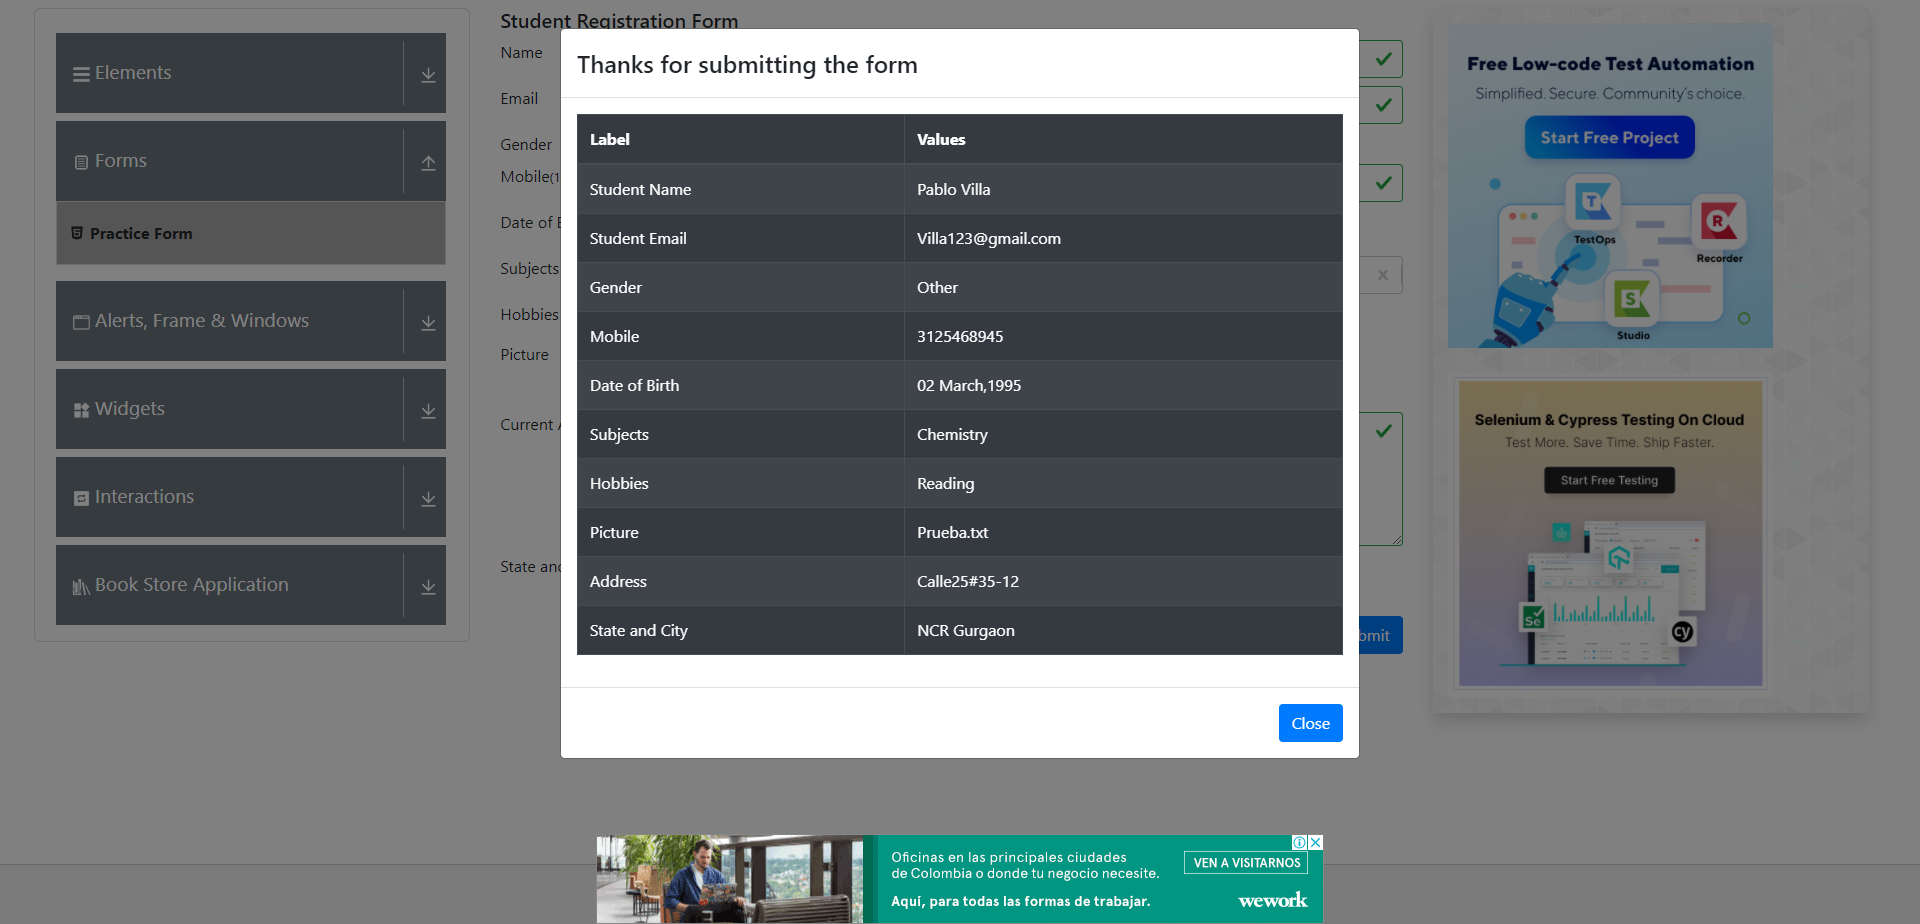 Elements
Forms
Practice Form
Alerts, Frame & Windows
Widgets
Interactions
Book Store Application
Student Registration Form
Name
Email
Gender
Mobile(1
Date of
Subjects
Hobbies
Picture
Current
State and
bmit
Thanks for submitting the form
Label Values
Student Name Pablo Villa
Student Email Villa123@gmail.com
Gender Other
Mobile 3125468945
Date of Birth 02 March,1995
Subjects Chemistry
Hobbies Reading
Picture Prueba.txt
Address Calle25#35-12
State and City NCR Gurgaon
Close
Free Low-code Test Automation
Simplified. Secure. Community's choice.
Start Free Project
T
TestOps
R
Recorder
S
Studio
Selenium & Cypress Testing On Cloud
Test More. Save Time. Ship Faster.
Start Free Testing
Se
cy
Oficinas en las principales ciudades
de Colombia o donde tu negocio necesite.
Aquí, para todas las formas de trabajar.
VEN A VISITARNOS
wework